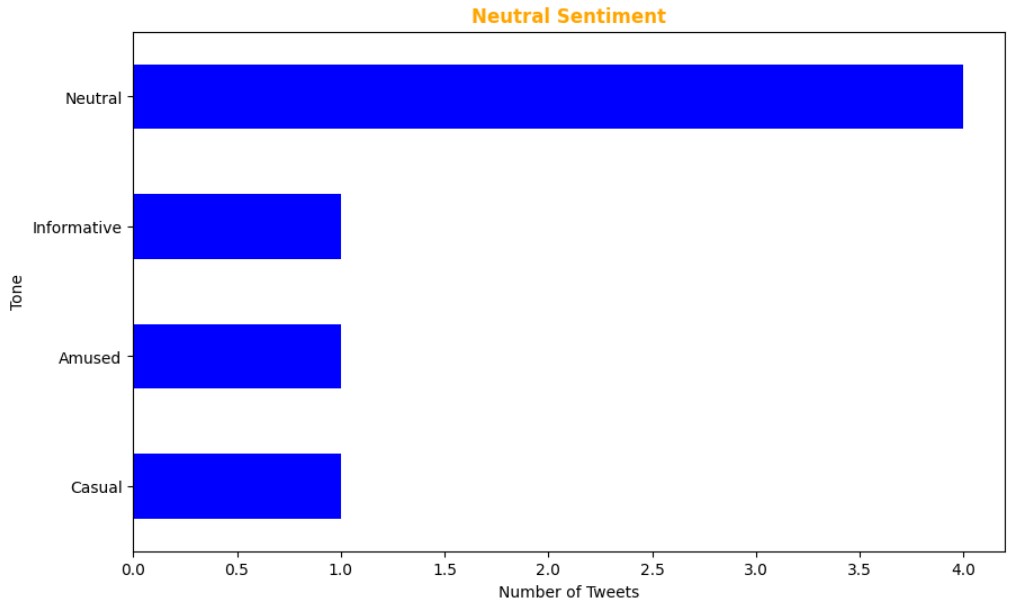 Neutral Sentiment
Neutral
Informative
Amused
Casual
Tone
0.0 0.5 1.0 1.5 2.0 2.5 3.0 3.5 4.0
Number of Tweets